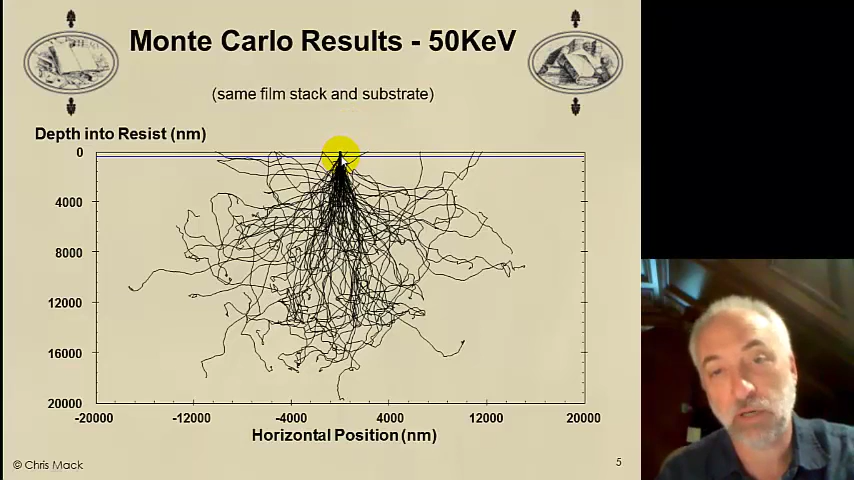 Monte Carlo Results - 50KeV
(same film stack and substrate)
Depth into Resist (nm)
0
4000
8000
12000
16000
20000
-20000 -12000 -4000 4000 12000 20000
Horizontal Position (nm)
© Chris Mack
5